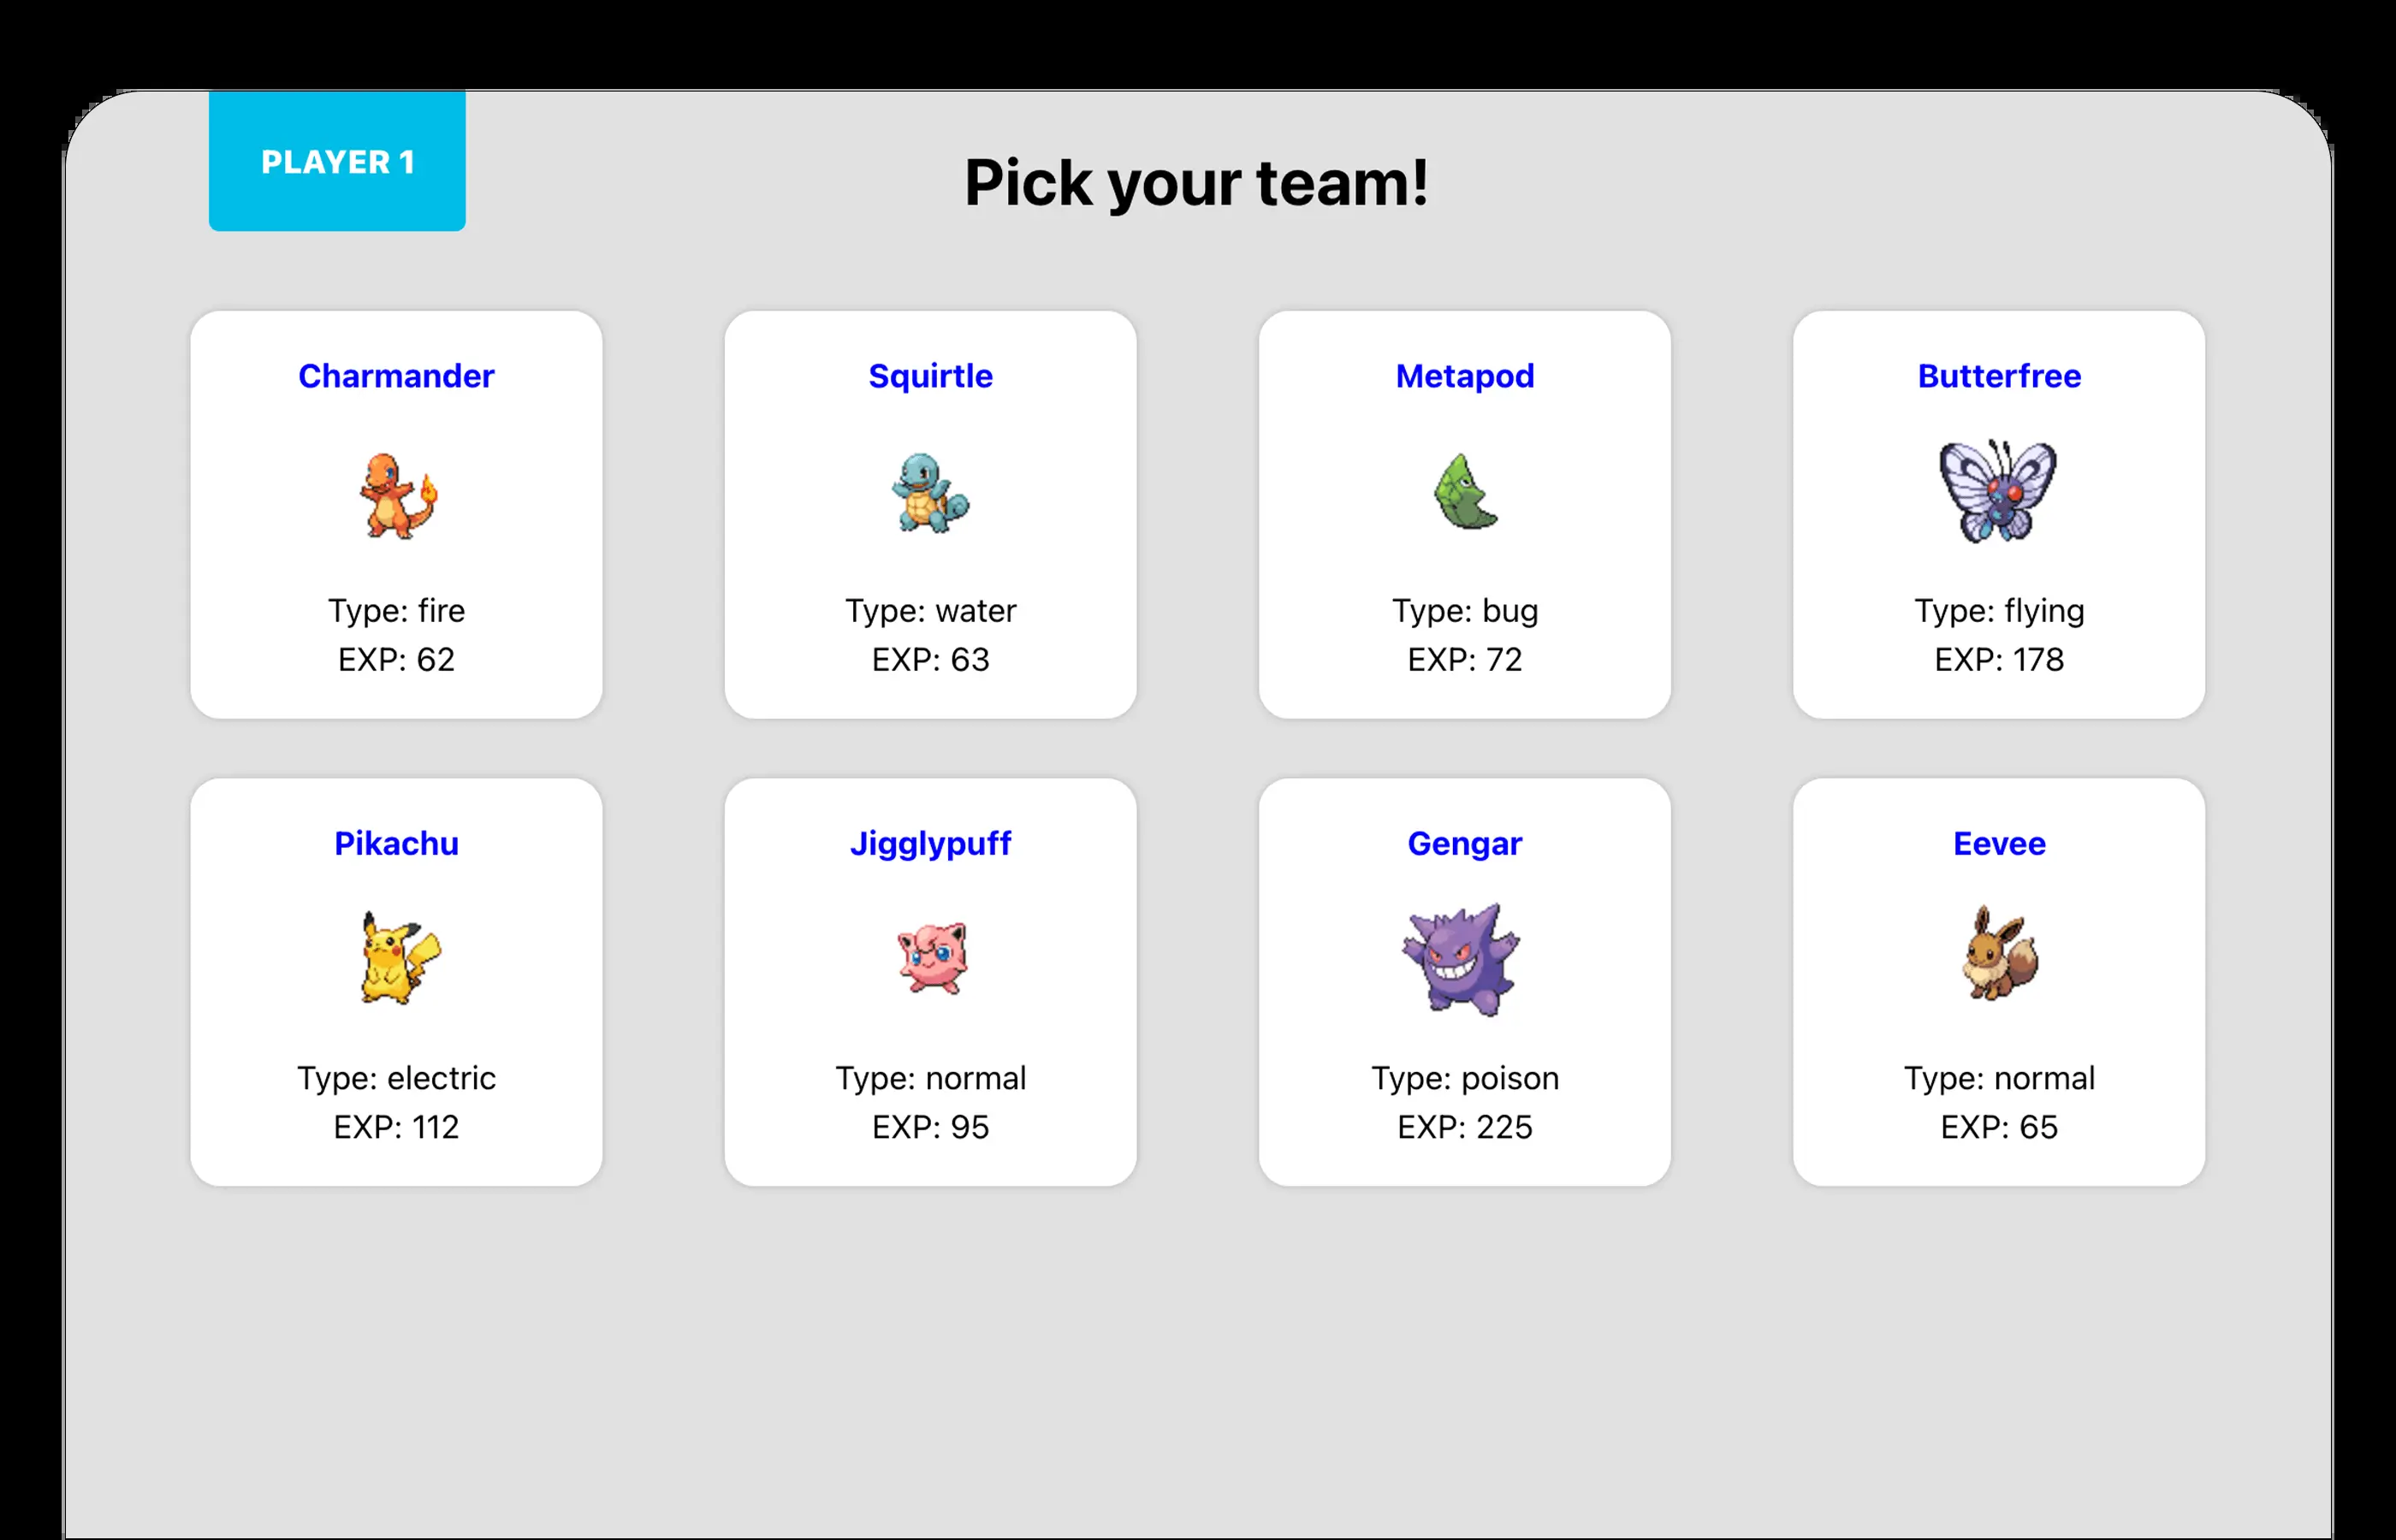 PLAYER 1
Pick your team!
Charmander
Type: fire
EXP: 62
Squirtle
Type: water
EXP: 63
Metapod
Type: bug
EXP: 72
Butterfree
Type: flying
EXP: 178
Pikachu
Type: electric
EXP: 112
Jigglypuff
Type: normal
EXP: 95
Gengar
Type: poison
EXP: 225
Eevee
Type: normal
EXP: 65